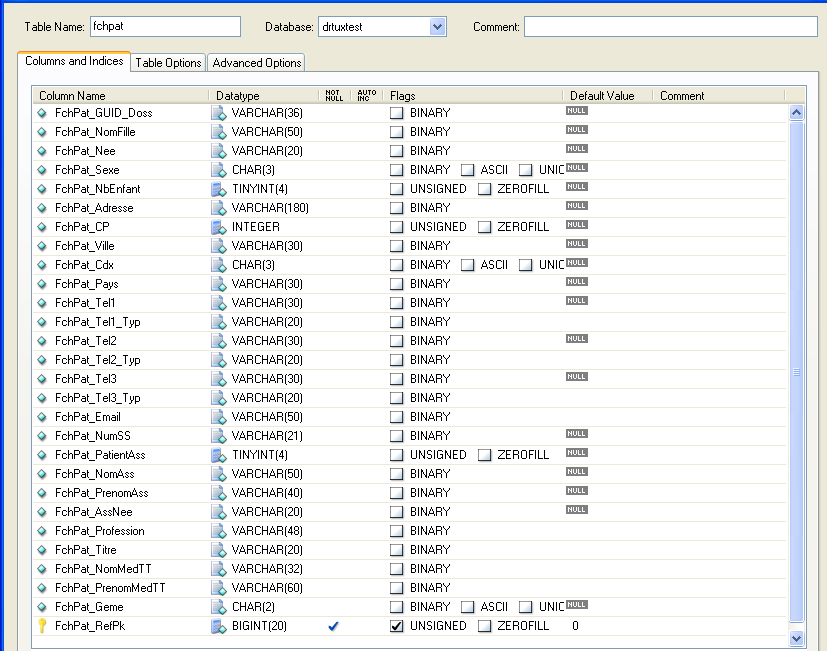 Table Name: fchpat Database: drtuxtest Comment:
Columns and Indices Table Options Advanced Options
Column Name Datatype NOT NULL AUTO INC Flags Default Value Comment
FchPat_GUID_Doss VARCHAR(36) BINARY NULL
FchPat_NomFille VARCHAR(50) BINARY NULL
FchPat_Nee VARCHAR(20) BINARY NULL
FchPat_Sexe CHAR(3) BINARY ASCII UNIC NULL
FchPat_NbEnfant TINYINT(4) UNSIGNED ZEROFILL NULL
FchPat_Adresse VARCHAR(180) BINARY NULL
FchPat_CP INTEGER UNSIGNED ZEROFILL NULL
FchPat_Ville VARCHAR(30) BINARY NULL
FchPat_Cdx CHAR(3) BINARY ASCII UNIC NULL
FchPat_Pays VARCHAR(30) BINARY NULL
FchPat_Tel1 VARCHAR(30) BINARY NULL
FchPat_Tel1_Typ VARCHAR(20) BINARY
FchPat_Tel2 VARCHAR(30) BINARY NULL
FchPat_Tel2_Typ VARCHAR(20) BINARY
FchPat_Tel3 VARCHAR(30) BINARY NULL
FchPat_Tel3_Typ VARCHAR(20) BINARY
FchPat_Email VARCHAR(50) BINARY
FchPat_NumSS VARCHAR(21) BINARY NULL
FchPat_PatientAss TINYINT(4) UNSIGNED ZEROFILL NULL
FchPat_NomAss VARCHAR(50) BINARY NULL
FchPat_PrenomAss VARCHAR(40) BINARY NULL
FchPat_AssNee VARCHAR(20) BINARY NULL
FchPat_Profession VARCHAR(48) BINARY
FchPat_Titre VARCHAR(20) BINARY
FchPat_NomMedTT VARCHAR(32) BINARY
FchPat_PrenomMedTT VARCHAR(60) BINARY
FchPat_Geme CHAR(2) BINARY ASCII UNIC NULL
FchPat_RefPk BIGINT(20) UNSIGNED ZEROFILL 0